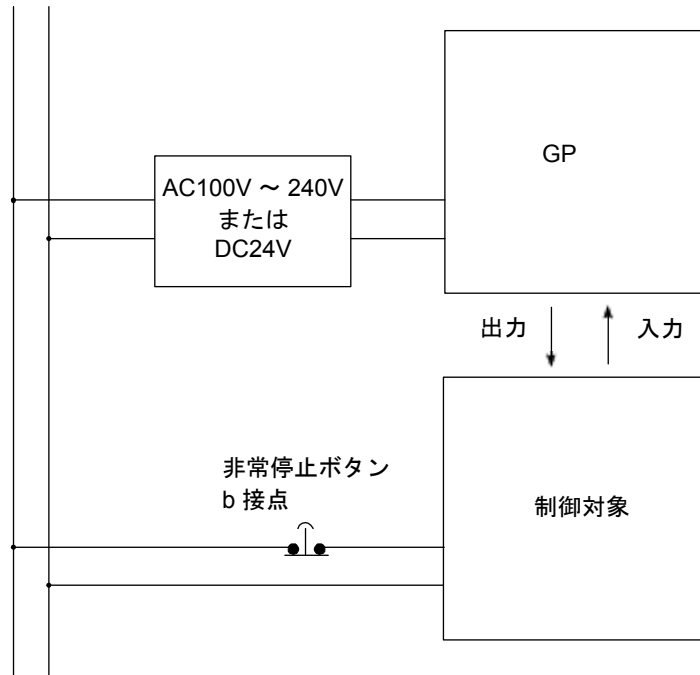 GP
AC100V ～ 240V
または
DC24V
出力
入力
非常停止ボタン
b 接点
制御対象